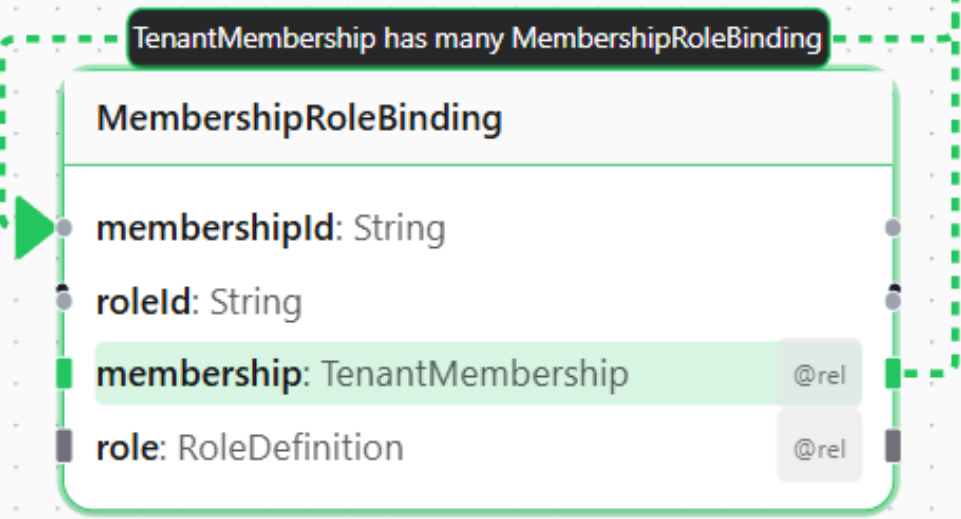 TenantMembership has many MembershipRoleBinding
MembershipRoleBinding
membershipId: String
roleId: String
membership: TenantMembership @rel
role: RoleDefinition @rel